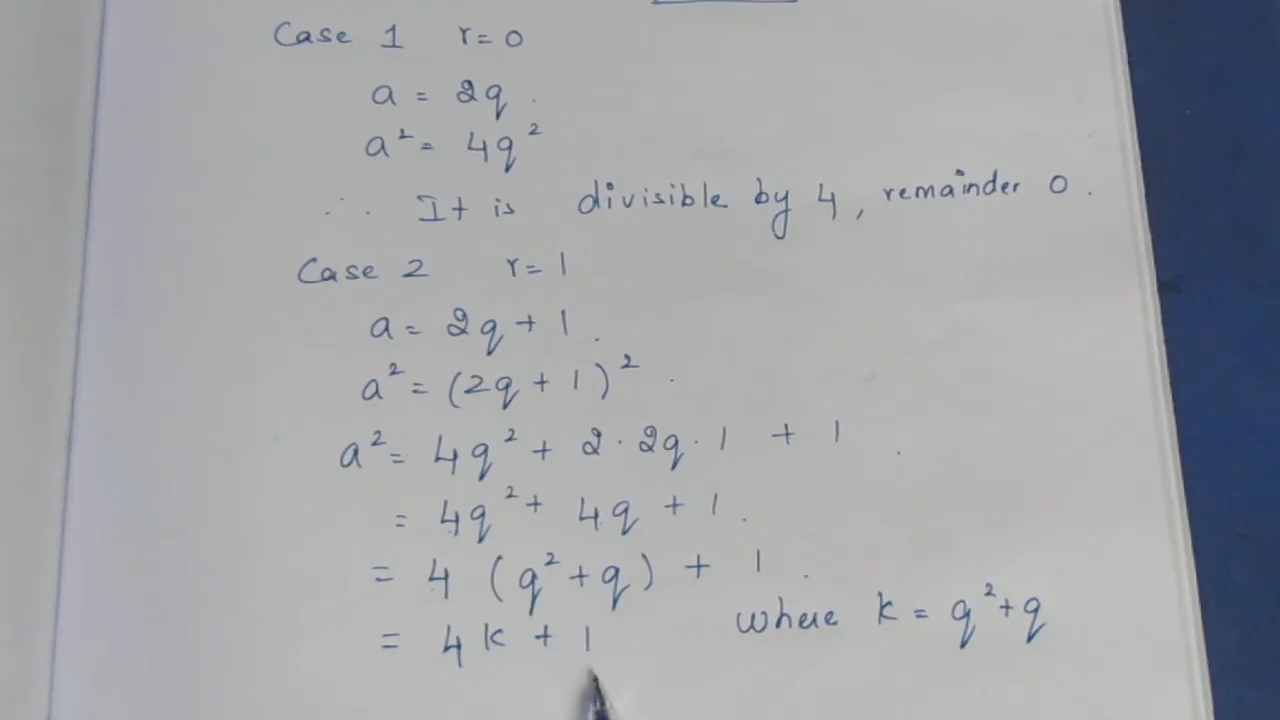 Case 1 r = 0
a = 2q .
a² = 4q²
∴ It is divisible by 4, remainder 0.
Case 2 r = 1
a = 2q + 1.
a² = (2q + 1)².
a² = 4q² + 2·2q·1 + 1.
= 4q² + 4q + 1.
= 4 (q² + q) + 1.
= 4k + 1 where k = q² + q